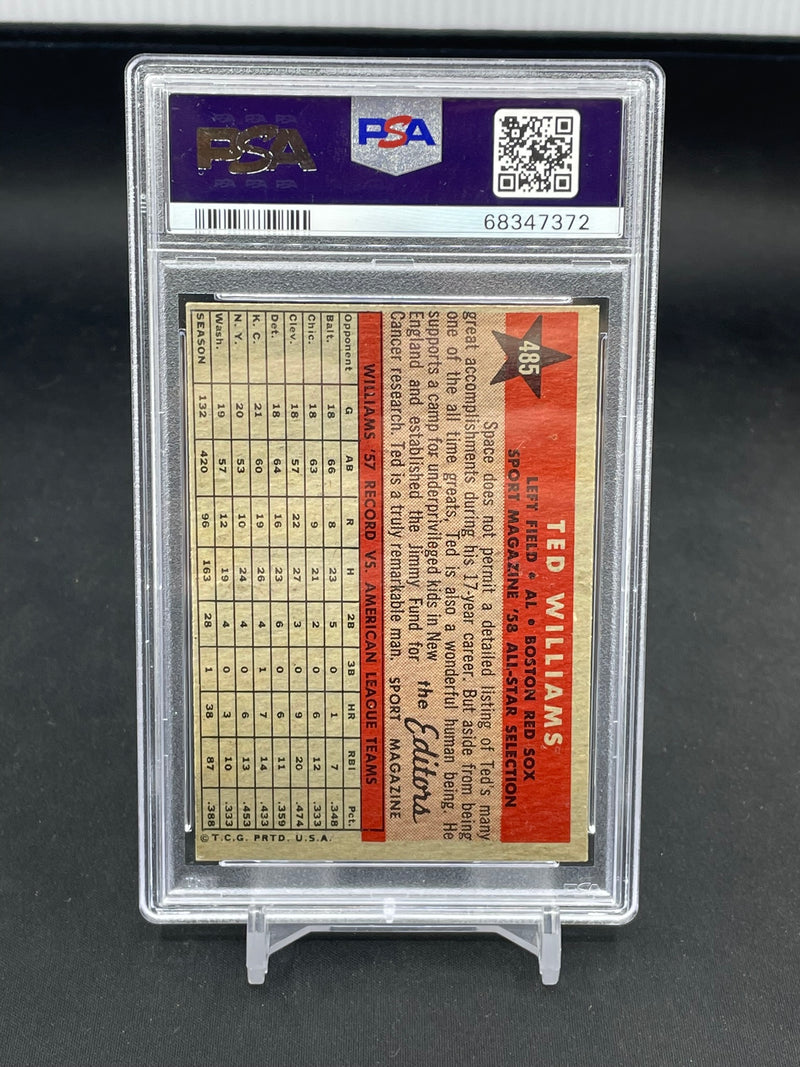 PSA
PSA
68347372
485
TED WILLIAMS
LEFT FIELD • AL • BOSTON RED SOX
SPORT MAGAZINE '58 ALL-STAR SELECTION
Space does not permit a detailed listing of Ted's many
great accomplishments during his 17-year career. But aside from being
one of the all time greats, Ted is also a wonderful human being. He
supports a camp for underprivileged kids in New
England and established the Jimmy Fund for
Cancer research. Ted is a truly remarkable man.
the Editors
SPORT MAGAZINE
WILLIAMS '57 RECORD VS. AMERICAN LEAGUE TEAMS
Opponent G AB R H 2B 3B HR RBI Pct.
Balt. 18 66 8 23 5 0 1 7 .348
Chic. 18 63 9 21 2 0 6 12 .333
Clev. 18 57 22 27 3 0 9 20 .474
Det. 18 64 16 23 6 0 6 11 .359
K. C. 21 60 19 26 4 1 7 14 .433
N. Y. 20 53 10 24 4 0 6 13 .453
Wash. 19 57 12 19 4 0 3 10 .333
SEASON 132 420 96 163 28 1 38 87 .388
© T.C.G. PRTD. U.S.A.